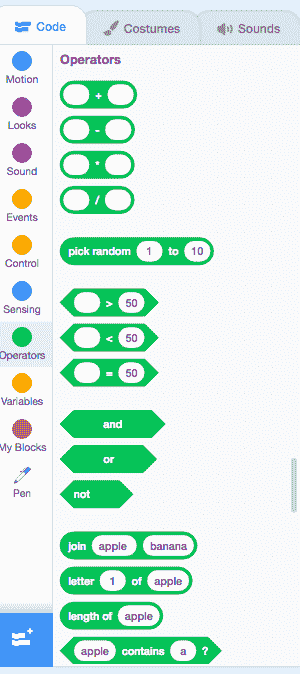 Code Costumes Sounds
Operators
Motion
Looks
Sound
Events
Control
Sensing
Operators
Variables
My Blocks
Pen
+
-
*
/
pick random 1 to 10
> 50
< 50
= 50
and
or
not
join apple banana
letter 1 of apple
length of apple
apple contains a ?